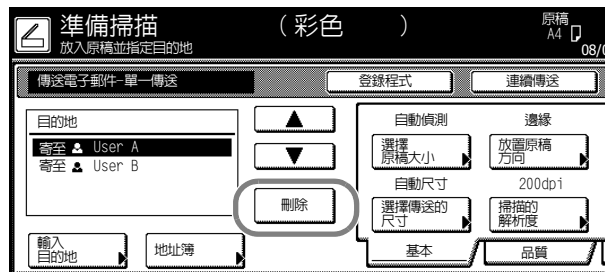 準備掃描 (彩色 )
放入原稿並指定目的地
原稿
A4
08/0
傳送電子郵件-單一傳送
登錄程式
連續傳送
目的地
寄至 User A
寄至 User B
刪除
輸入
目的地
地址簿
自動偵測
選擇
原稿大小
邊緣
放置原稿
方向
自動尺寸
選擇傳送的
尺寸
200dpi
掃描的
解析度
基本
品質